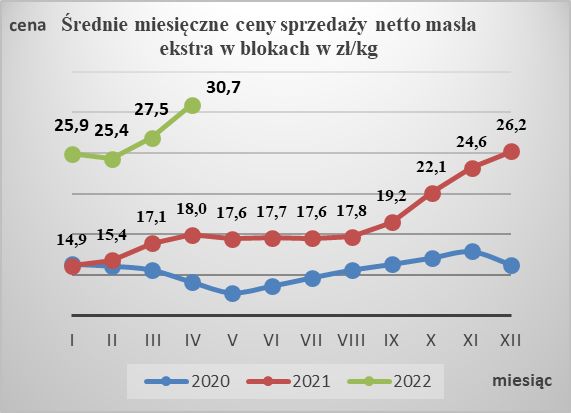 cena
Średnie miesięczne ceny sprzedaży netto masła
ekstra w blokach w zł/kg
30,7
27,5
25,9
25,4
26,2
24,6
22,1
19,2
18,0
17,6
17,7
17,6
17,8
17,1
15,4
14,9
I II III IV V VI VII VIII IX X XI XII
2020 2021 2022
miesiąc